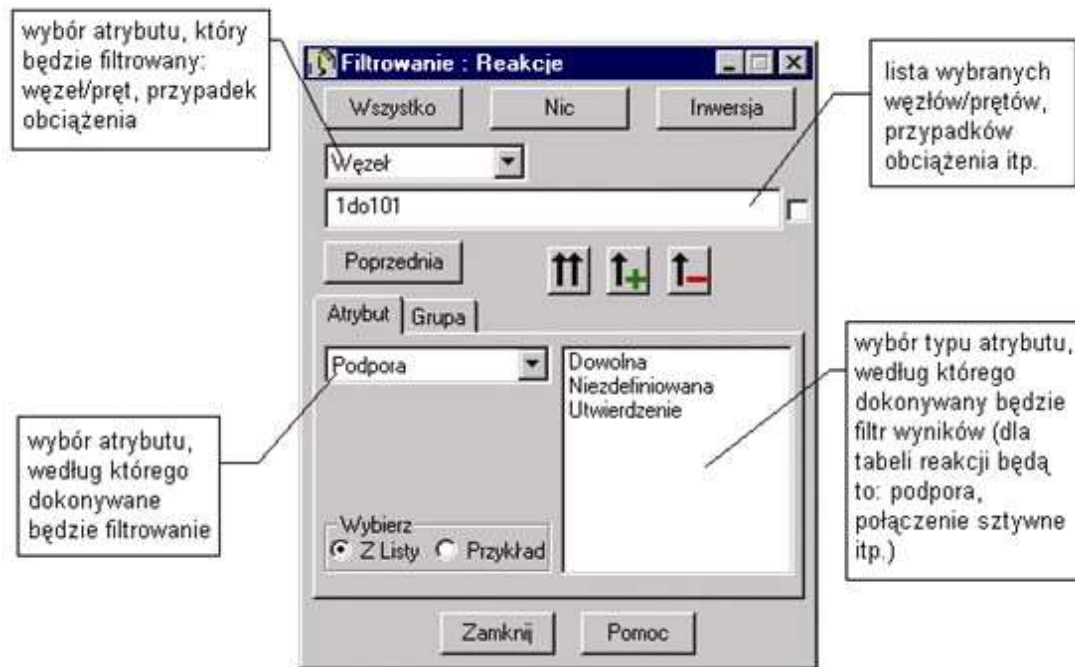 wybór atrybutu, który
będzie filtrowany:
węzeł/pręt, przypadek
obciążenia
Filtrowanie : Reakcje
Wszystko
Nic
Inwersja
Węzeł
1do101
lista wybranych
węzłów/prętów,
przypadków
obciążenia itp.
Poprzednia
Atrybut
Grupa
Podpora
Dowolna
Niezdefiniowana
Utwierdzenie
wybór atrybutu,
według którego
dokonywane
będzie filtrowanie
wybór typu atrybutu,
według którego
dokonywany będzie
filtr wyników (dla
tabeli reakcji będą
to: podpora,
połączenie sztywne
itp.)
Wybierz
Z Listy
Przykład
Zamknij
Pomoc